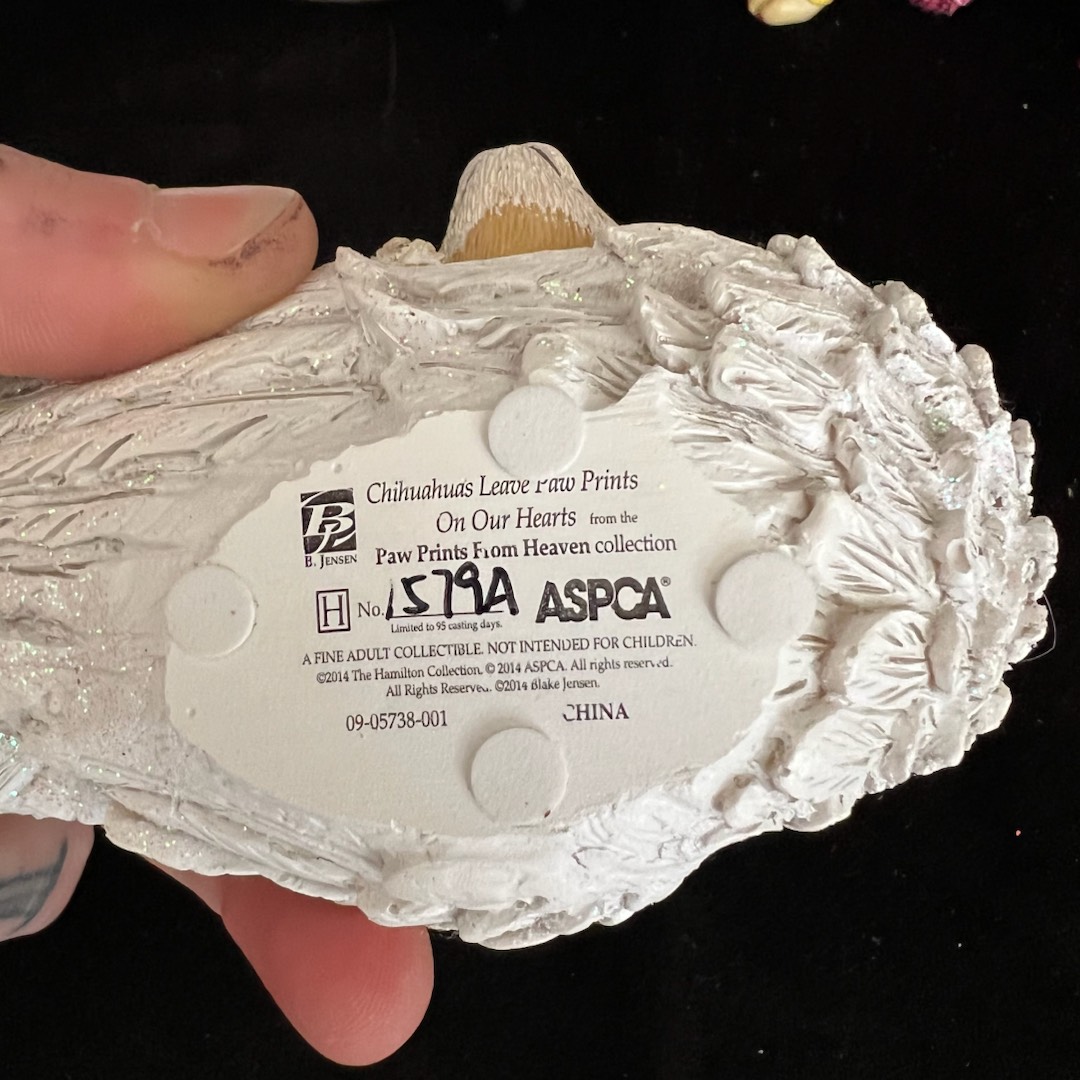 Chihuahuas Leave Paw Prints
On Our Hearts from the
Paw Prints From Heaven collection
BJ
B. JENSEN
H No. 1579A ASPCA®
Limited to 95 casting days.
A FINE ADULT COLLECTIBLE. NOT INTENDED FOR CHILDREN.
©2014 The Hamilton Collection. ©2014 ASPCA. All rights reserved.
All Rights Reserved. ©2014 Blake Jensen.
09-05738-001 CHINA